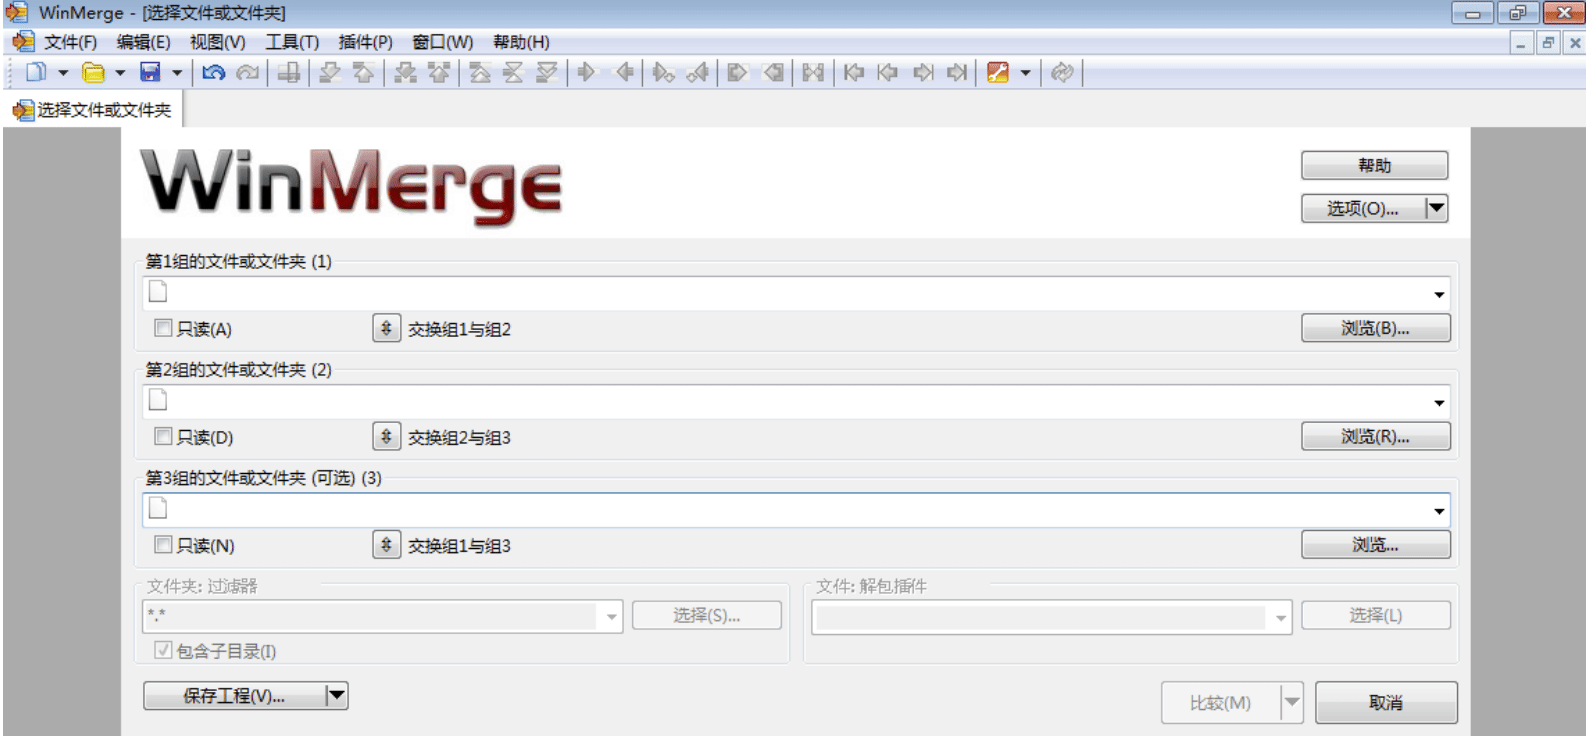 WinMerge - [选择文件或文件夹]
文件(F) 编辑(E) 视图(V) 工具(T) 插件(P) 窗口(W) 帮助(H)
选择文件或文件夹
WinMerge
帮助
选项(O)...
第1组的文件或文件夹 (1)
只读(A) 交换组1与组2 浏览(B)...
第2组的文件或文件夹 (2)
只读(D) 交换组2与组3 浏览(R)...
第3组的文件或文件夹 (可选) (3)
只读(N) 交换组1与组3 浏览...
文件夹: 过滤器 文件: 解包插件
*.* 选择(S)... 选择(L)
包含子目录(I)
保存工程(V)... 比较(M) 取消